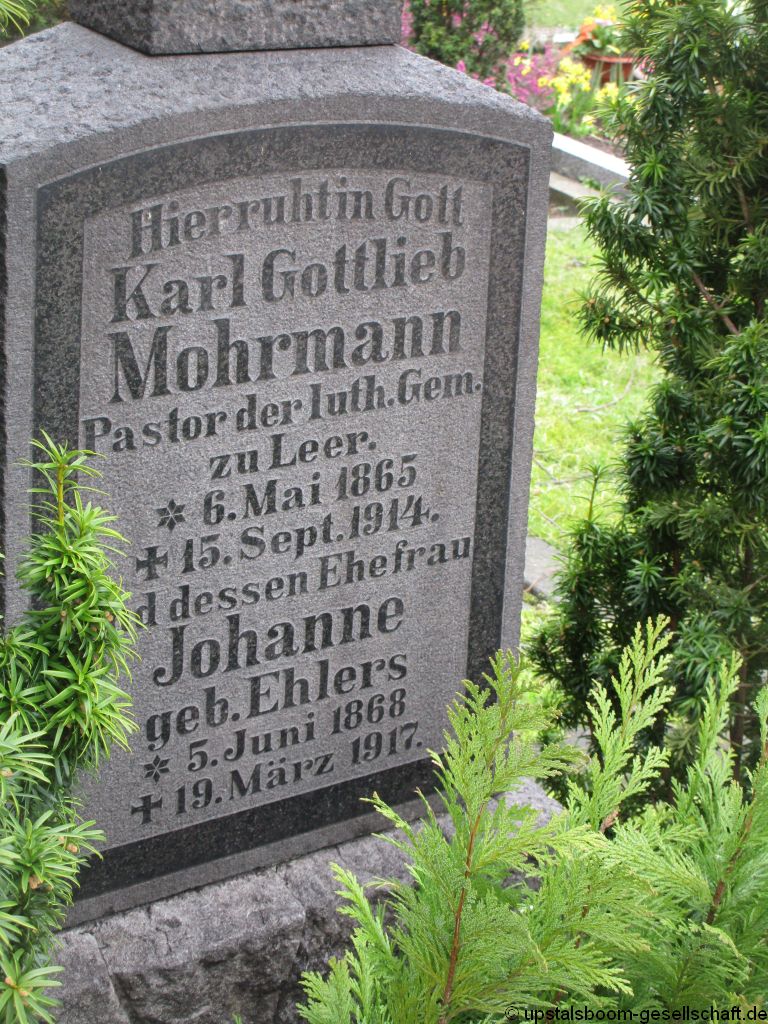 Hier ruht in Gott
Karl Gottlieb
Mohrmann
Pastor der luth. Gem.
zu Leer.
* 6. Mai 1865
✝ 15. Sept. 1914.
d dessen Ehefrau
Johanne
geb. Ehlers
* 5. Juni 1868
✝ 19. März 1917.
© upstalsboom-gesellschaft.de